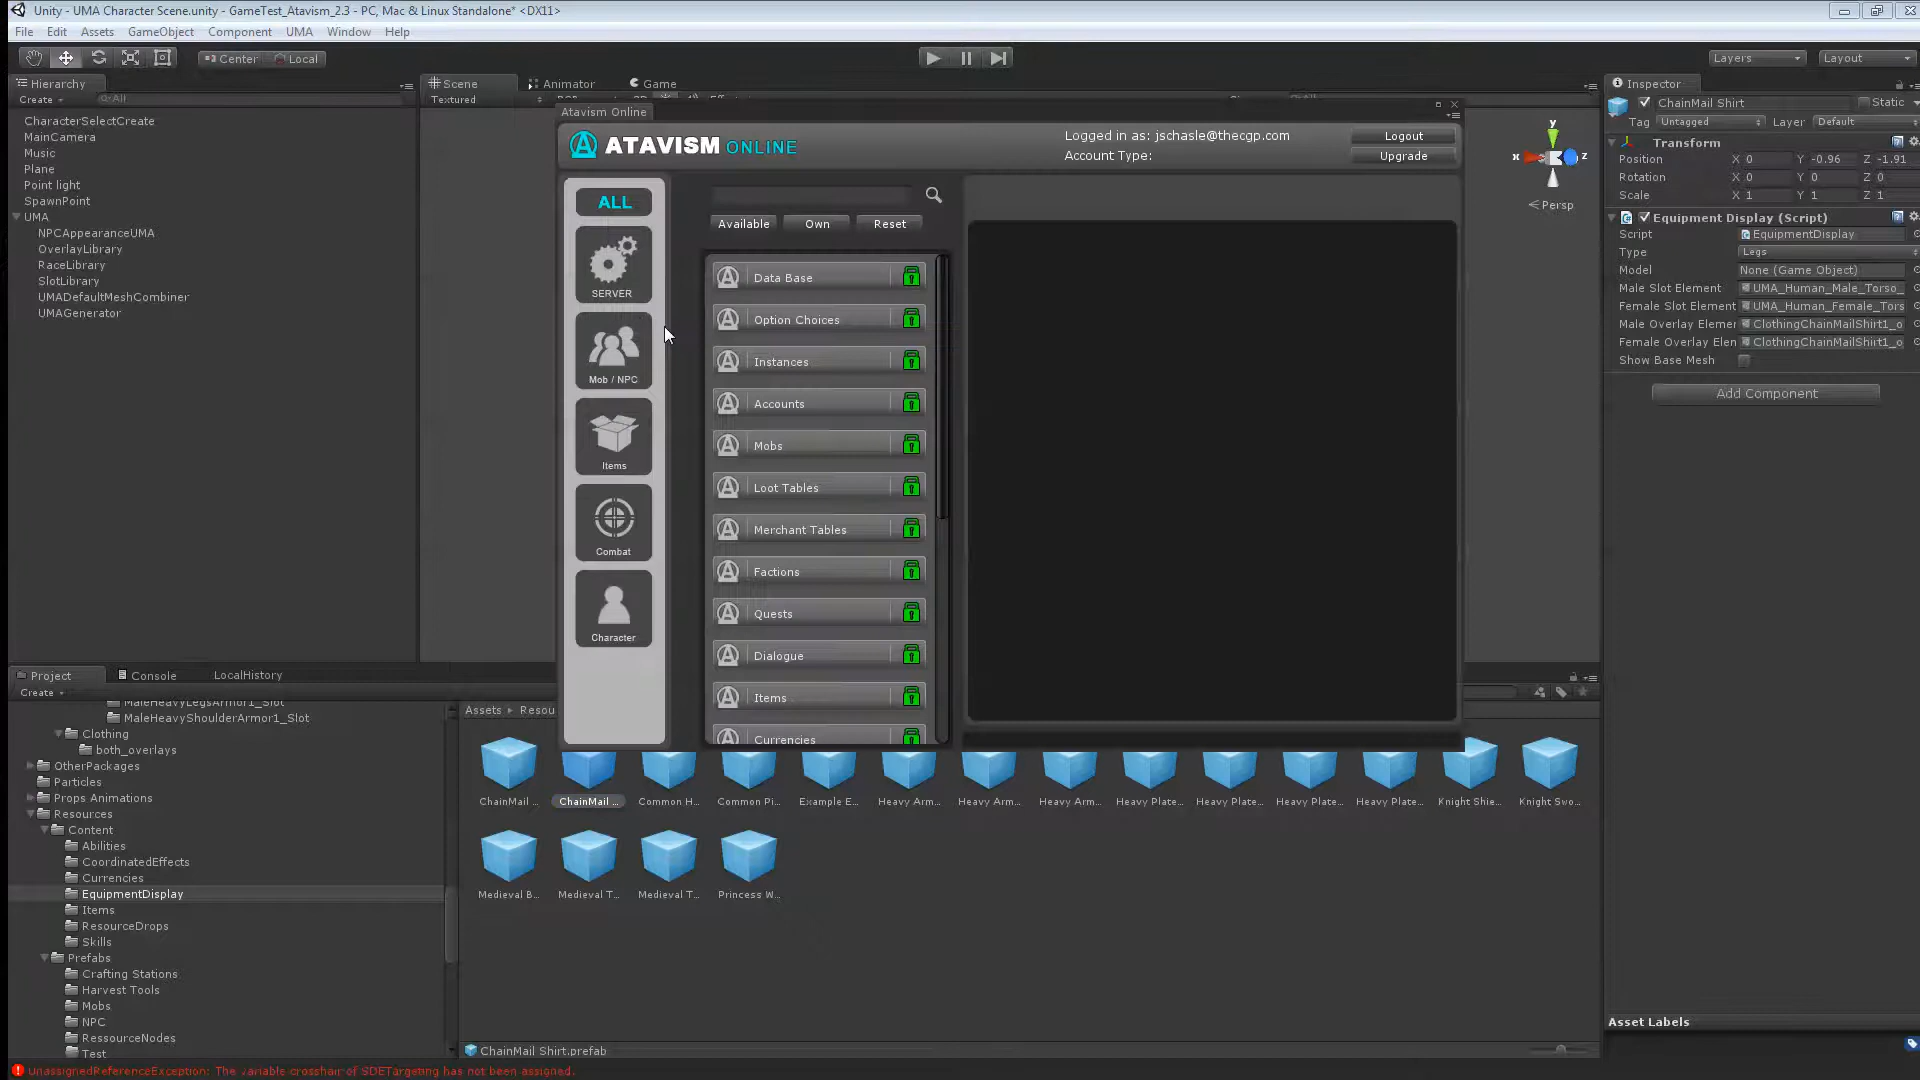 Unity - UMA Character Scene.unity - GameTest_Atavism_2.3 - PC, Mac & Linux Standalone* <DX11>
File Edit Assets GameObject Component UMA Window Help
Center Local
Layers Layout
Hierarchy
Create All
CharacterSelectCreate
MainCamera
Music
Plane
Point light
SpawnPoint
UMA
NPCAppearanceUMA
OverlayLibrary
RaceLibrary
SlotLibrary
UMADefaultMeshCombiner
UMAGenerator
Scene Animator Game
Textured
Atavism Online
ATAVISM ONLINE
Logged in as: jschasle@thecgp.com
Account Type:
Logout
Upgrade
ALL
SERVER
Mob / NPC
Items
Combat
Character
Available Own Reset
Data Base
Option Choices
Instances
Accounts
Mobs
Loot Tables
Merchant Tables
Factions
Quests
Dialogue
Items
Currencies
y
x z
Persp
Inspector
ChainMail Shirt Static
Tag Untagged Layer Default
Transform
Position X 0 Y -0.96 Z -1.91
Rotation X 0 Y 0 Z 0
Scale X 1 Y 1 Z 1
Equipment Display (Script)
Script EquipmentDisplay
Type Legs
Model None (Game Object)
Male Slot Element UMA_Human_Male_Torso_
Female Slot Element UMA_Human_Female_Tors
Male Overlay Elemer ClothingChainMailShirt1_o
Female Overlay Elen ClothingChainMailShirt1_o
Show Base Mesh
Add Component
Asset Labels
Project Console LocalHistory
Create
MaleHeavyLegsArmor1_Slot
MaleHeavyShoulderArmor1_Slot
Clothing
both_overlays
OtherPackages
Particles
Props Animations
Resources
Content
Abilities
CoordinatedEffects
Currencies
EquipmentDisplay
Items
ResourceDrops
Skills
Prefabs
Crafting Stations
Harvest Tools
Mobs
NPC
RessourceNodes
Test
Assets Resou
ChainMail ... ChainMail ... Common H... Common Pi... Example E... Heavy Arm... Heavy Arm... Heavy Arm... Heavy Plate... Heavy Plate... Heavy Plate... Heavy Plate... Knight Shie... Knight Swo...
Medieval B... Medieval T... Medieval T... Princess W...
ChainMail Shirt.prefab
UnassignedReferenceException: The variable crosshair of SDETargeting has not been assigned.